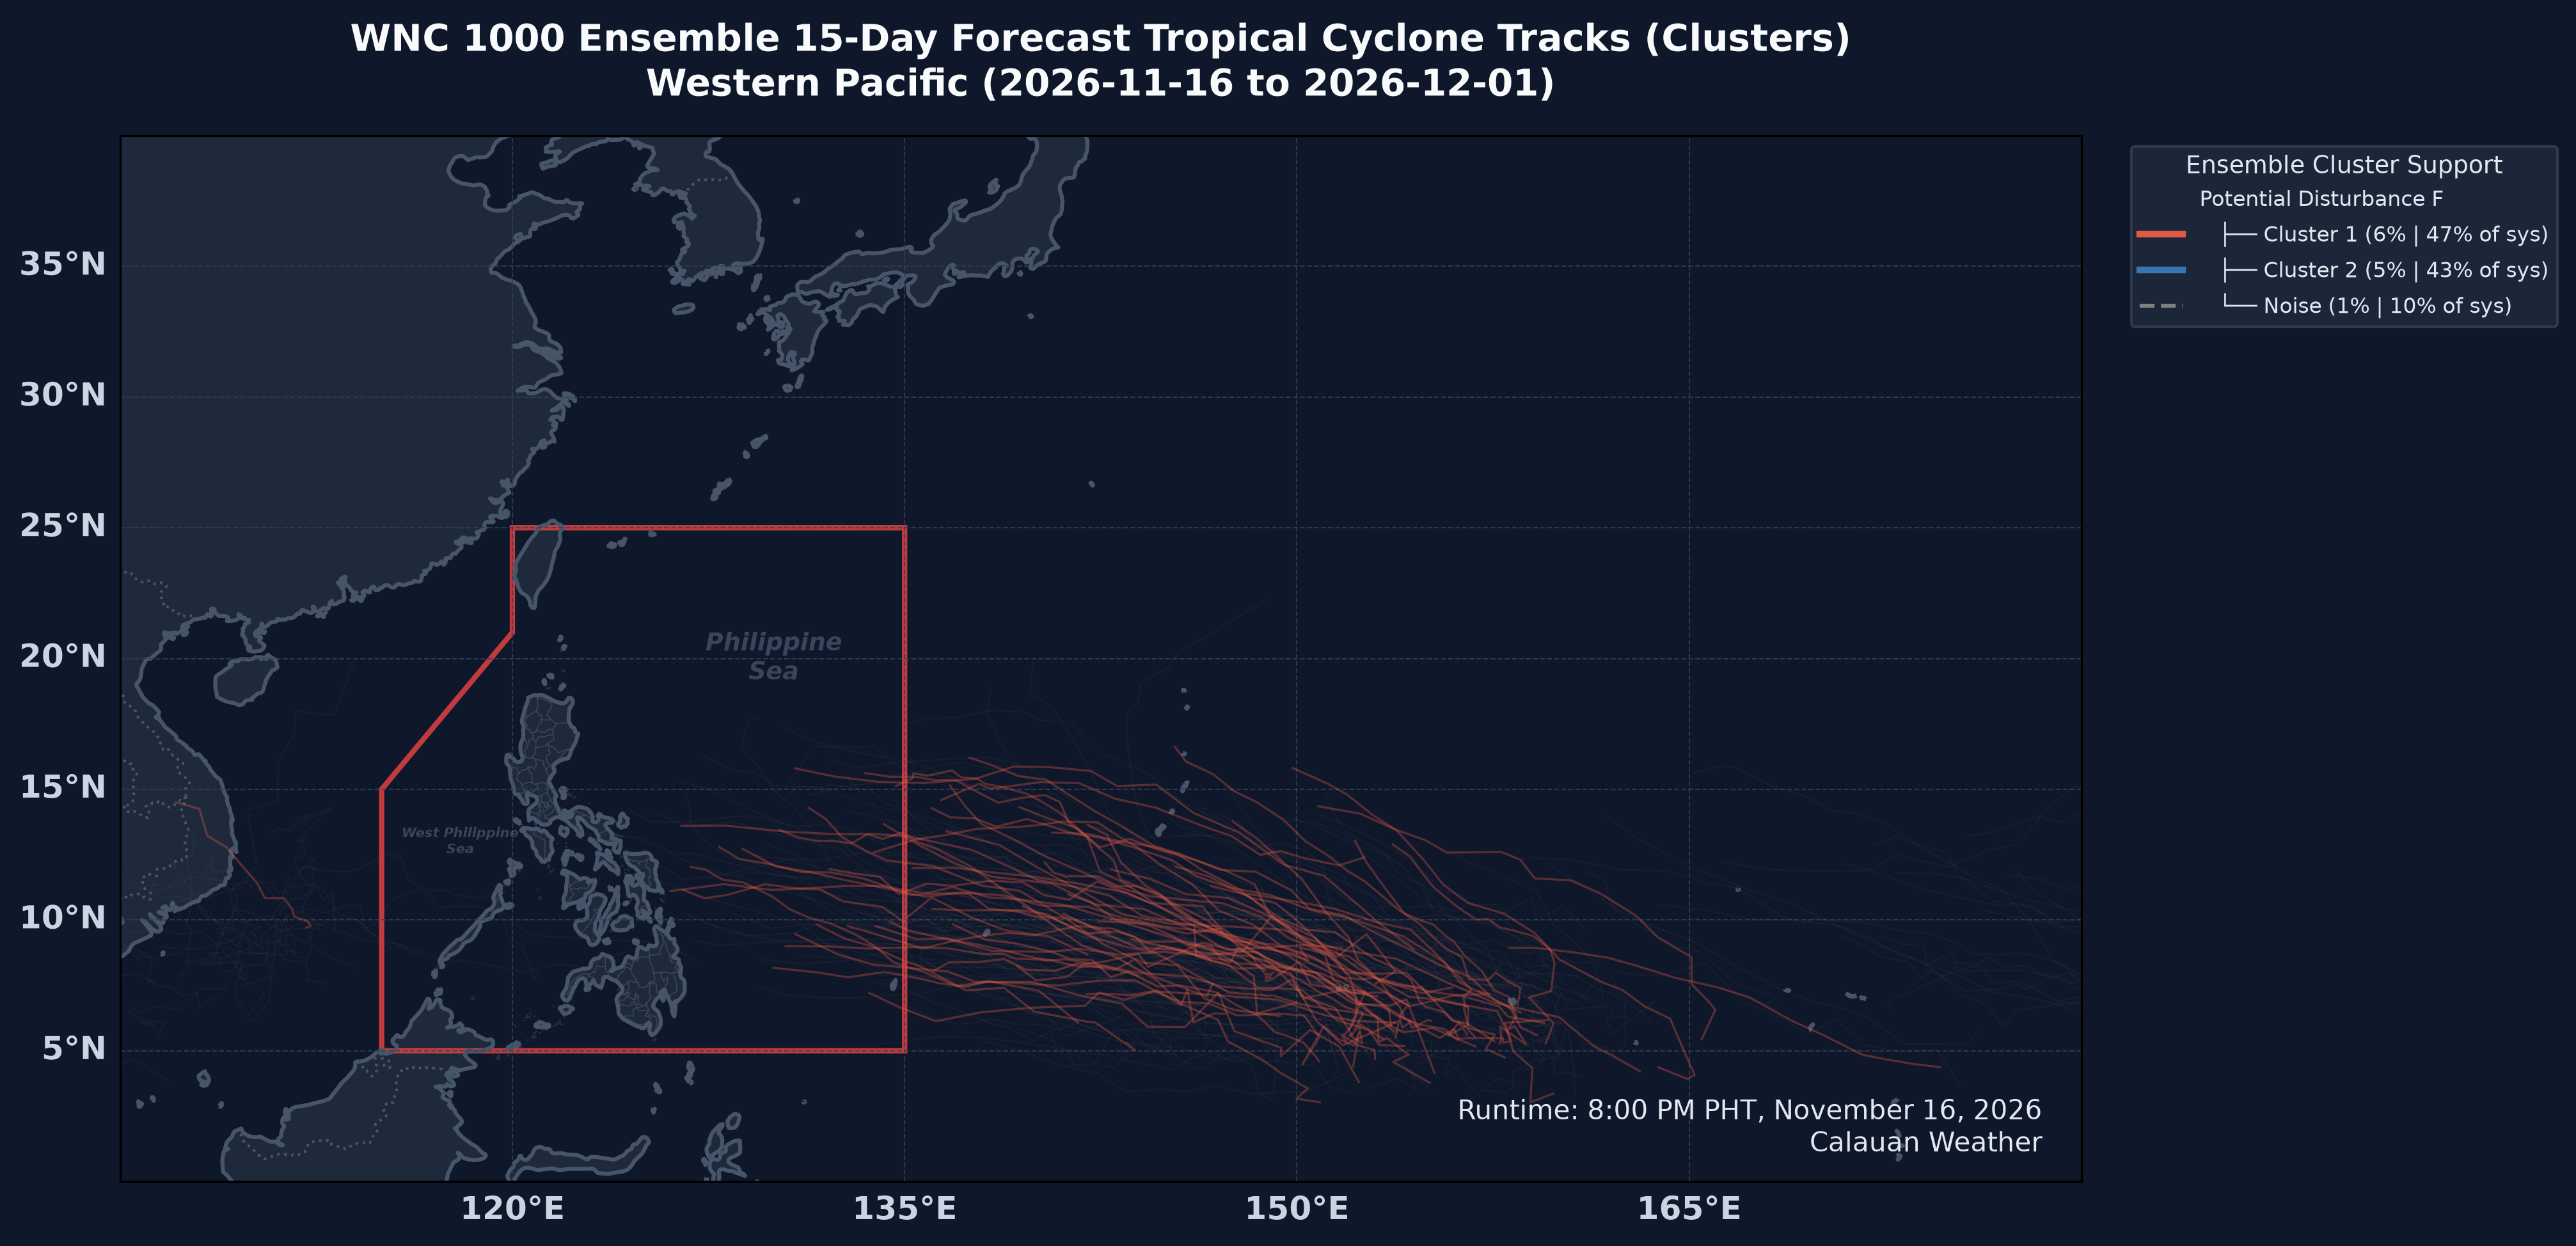 WNC 1000 Ensemble 15-Day Forecast Tropical Cyclone Tracks (Clusters)
Western Pacific (2026-11-16 to 2026-12-01)
Ensemble Cluster Support
Potential Disturbance F
Cluster 1 (6% | 47% of sys)
Cluster 2 (5% | 43% of sys)
Noise (1% | 10% of sys)
35°N
30°N
25°N
20°N
15°N
10°N
5°N
Philippine
Sea
West Philippine
Sea
Runtime: 8:00 PM PHT, November 16, 2026
Calauan Weather
120°E
135°E
150°E
165°E